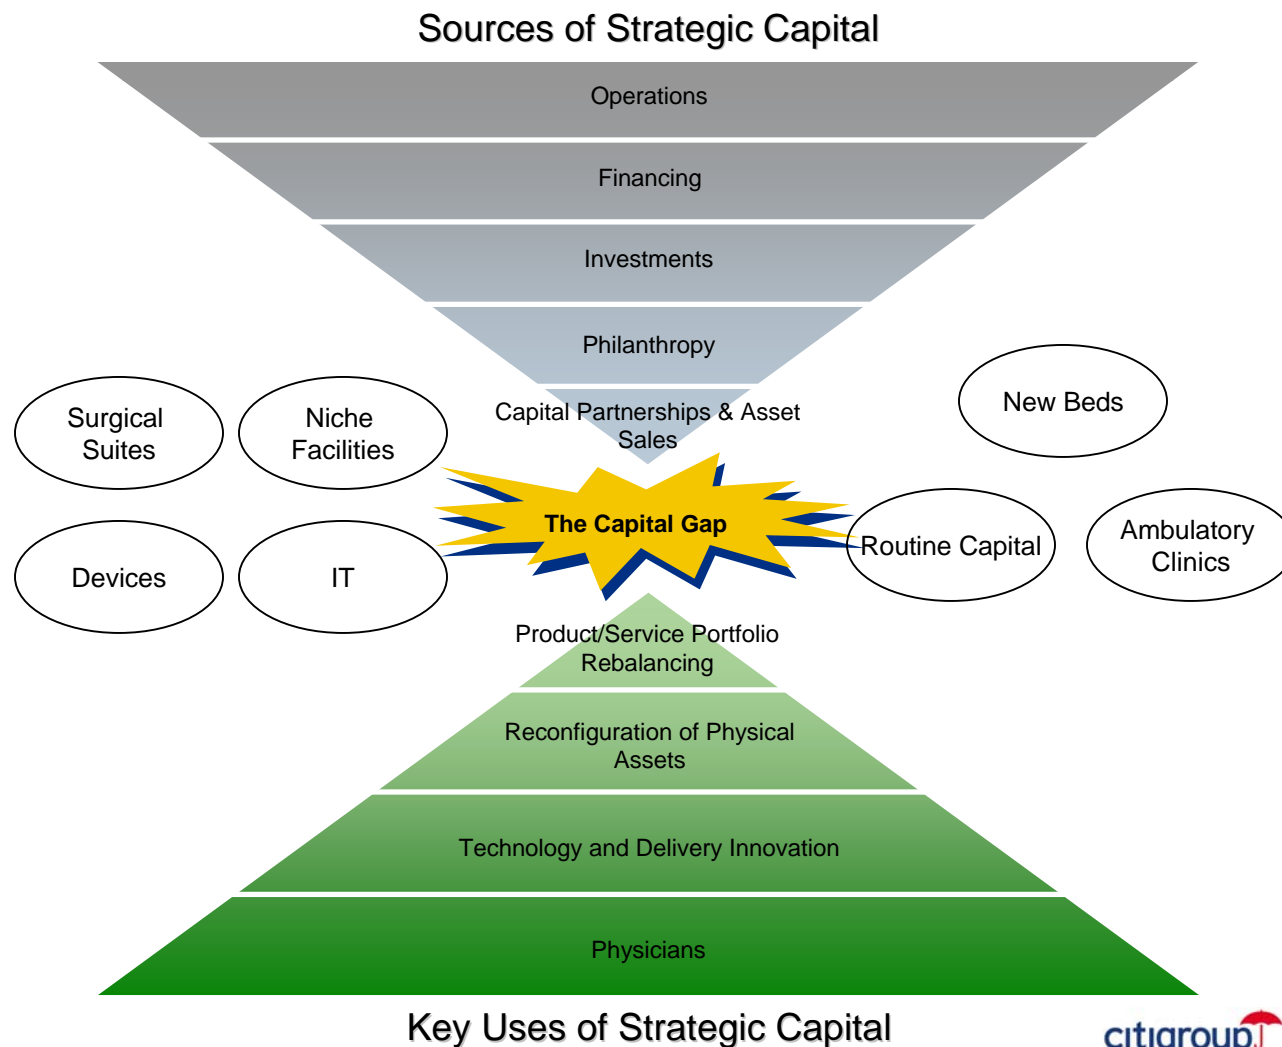 Sources of Strategic Capital
Operations
Financing
Investments
Philanthropy
Capital Partnerships & Asset
Sales
Surgical
Suites
Niche
Facilities
New Beds
The Capital Gap
Devices
IT
Routine Capital
Ambulatory
Clinics
Product/Service Portfolio
Rebalancing
Reconfiguration of Physical
Assets
Technology and Delivery Innovation
Physicians
Key Uses of Strategic Capital
citigroup